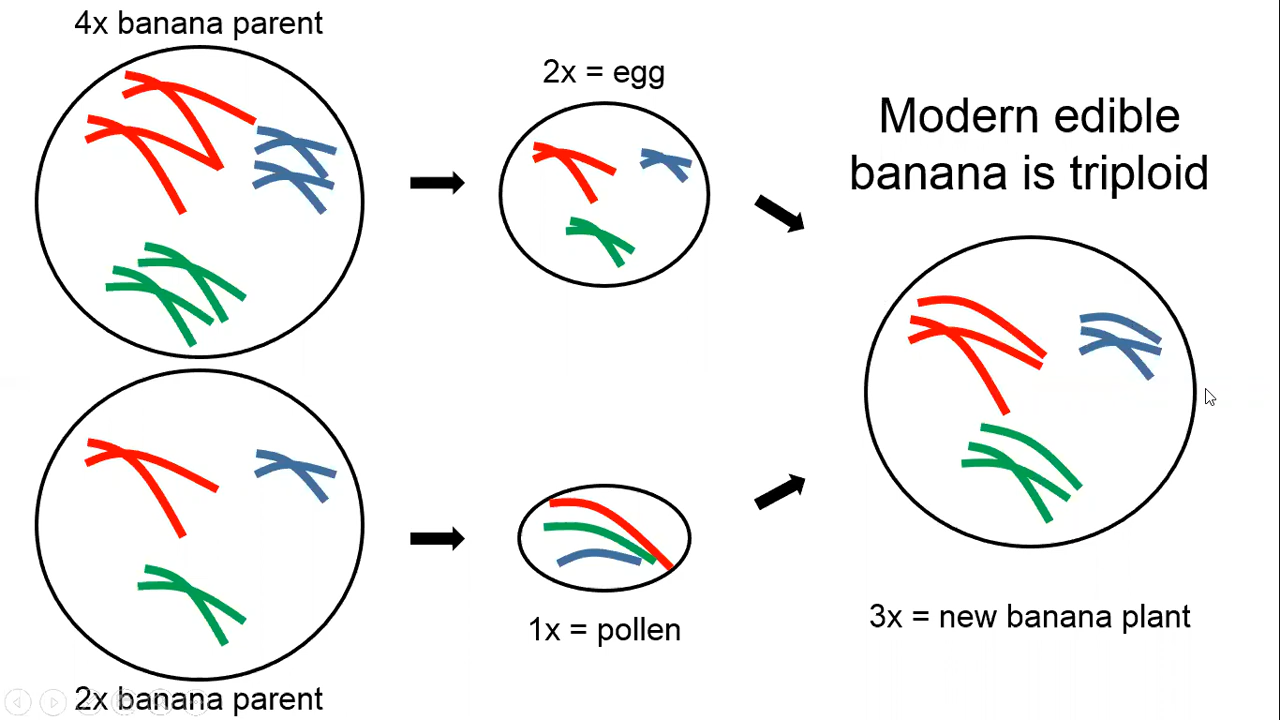 4x banana parent
2x = egg
Modern edible
banana is triploid
1x = pollen
3x = new banana plant
2x banana parent